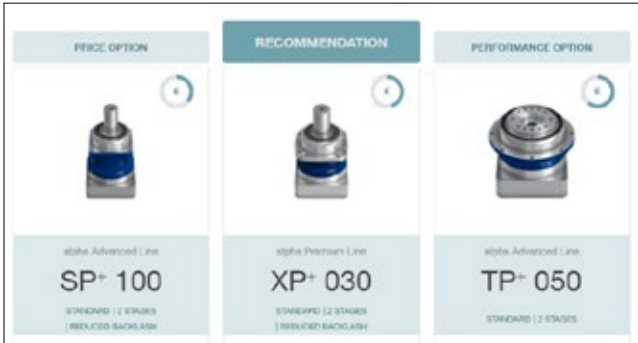 PRICE OPTION
RECOMMENDATION
PERFORMANCE OPTION
€
€
€
alpha Advanced Line
alpha Premium Line
alpha Advanced Line
SP+ 100
XP+ 030
TP+ 050
STANDARD | 2 STAGES
| REDUCED BACKLASH
STANDARD | 2 STAGES
| REDUCED BACKLASH
STANDARD | 2 STAGES